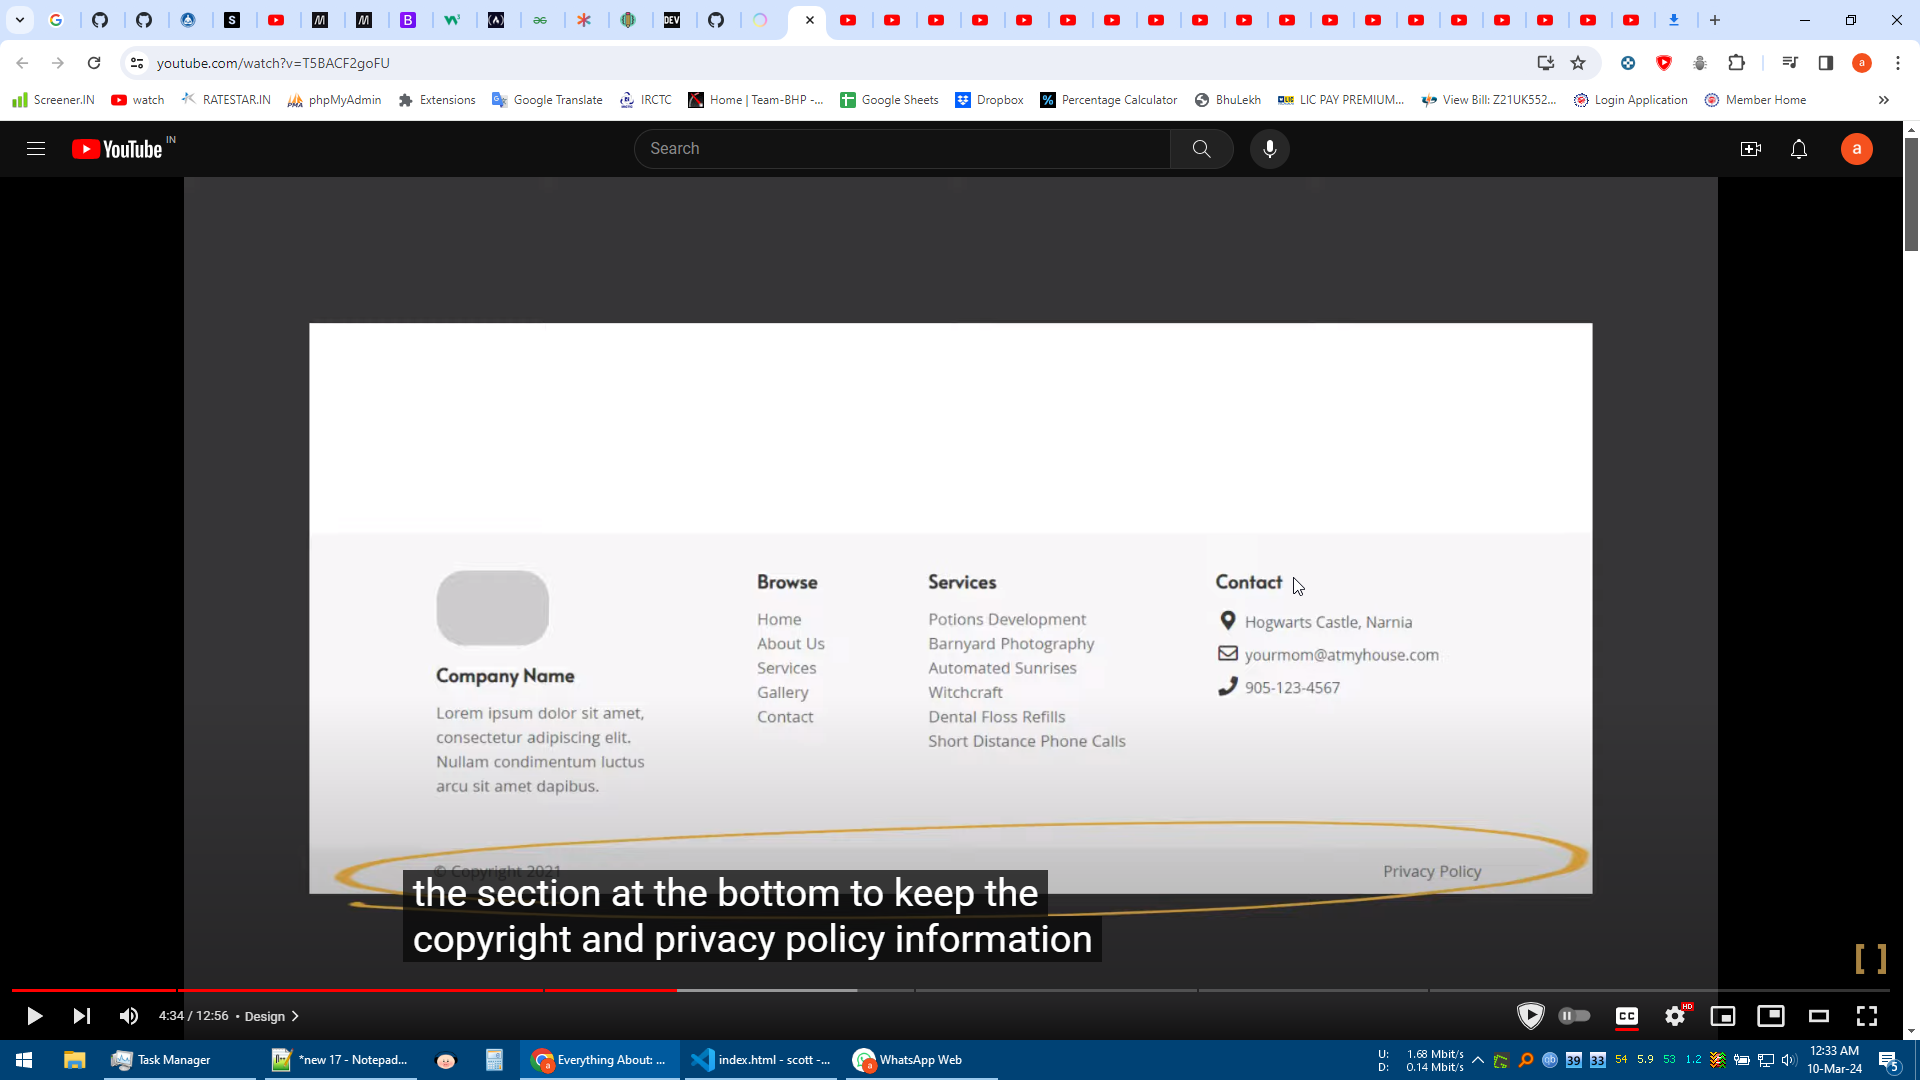 youtube.com/watch?v=T5BACF2goFU
Screener.IN
watch
RATESTAR.IN
phpMyAdmin
Extensions
Google Translate
IRCTC
Home | Team-BHP -...
Google Sheets
Dropbox
Percentage Calculator
BhuLekh
LIC PAY PREMIUM...
View Bill: Z21UK552...
Login Application
Member Home
YouTube IN
Search
a
Browse
Services
Contact
Home
Potions Development
Hogwarts Castle, Narnia
About Us
Barnyard Photography
yourmom@atmyhouse.com
Services
Automated Sunrises
905-123-4567
Gallery
Witchcraft
Contact
Dental Floss Refills
Short Distance Phone Calls
Company Name
Lorem ipsum dolor sit amet,
consectetur adipiscing elit.
Nullam condimentum luctus
arcu sit amet dapibus.
© Copyright 2021
Privacy Policy
the section at the bottom to keep the
copyright and privacy policy information
4:34 / 12:56 • Design
CC
HD
Task Manager
*new 17 - Notepad...
Everything About: ...
index.html - scott -...
WhatsApp Web
U: 1.68 Mbit/s
D: 0.14 Mbit/s
39
33
54
5.9
53
1.2
12:33 AM
10-Mar-24
5